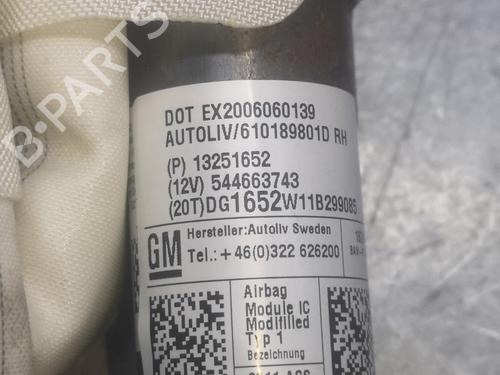 DOT EX2006060139
AUTOLIV/610189801D RH
(P) 13251652
(12V) 544663743
(20T)DG1652W11B299085
GM
Hersteller:Autoliv Sweden
Tel.:+46(0)322 626200
Airbag
Module IC
Modifilled
Typ 1
Bezeichnung
B-PARTS